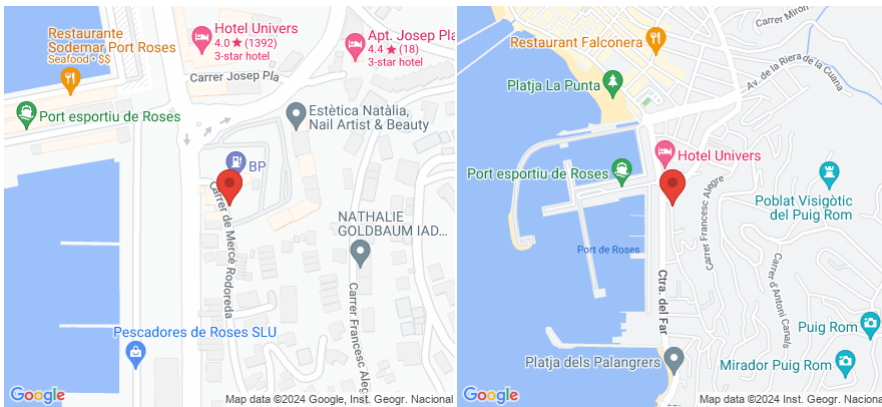 Restaurante
Sodemar Port Roses
Seafood • $$
Hotel Univers
4.0 ★ (1392)
3-star hotel
Apt. Josep Pla
4.4 ★ (18)
3-star hotel
Carrer Josep Pla
Port esportiu de Roses
Estètica Natàlia,
Nail Artist & Beauty
BP
Carrer de Mercè Rodoreda
NATHALIE
GOLDBAUM IAD...
Carrer Francesc Alegre
Pescadores de Roses SLU
Google
Map data ©2024 Google, Inst. Geogr. Nacional
Carrer Miron
Restaurant Falconera
Av. de la Riera de la Cuana
Platja La Punta
Hotel Univers
Port esportiu de Roses
Carrer Francesc Alegre
Poblat Visigòtic
del Puig Rom
Port de Roses
Ctra. del Far
Carrer d'Antoni Canals
Puig Rom
Platja dels Palangrers
Mirador Puig Rom
Google
Map data ©2024 Google, Inst. Geogr. Nacional